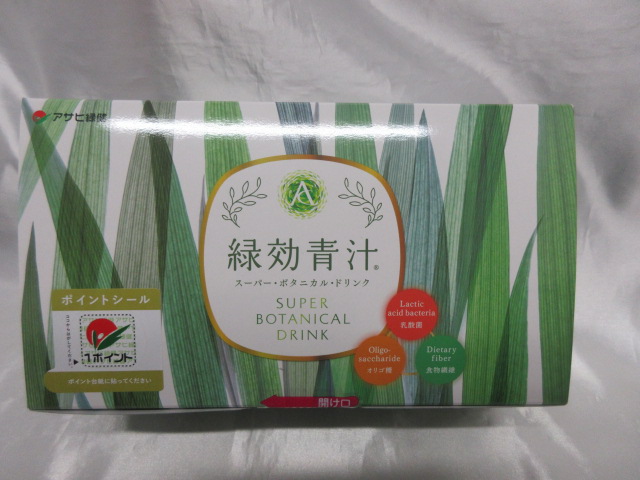 アサヒ緑健
A
緑効青汁®
スーパー・ボタニカル・ドリンク
SUPER
BOTANICAL
DRINK
Lactic
acid bacteria
乳酸菌
Oligo-
saccharide
オリゴ糖
Dietary
fiber
食物繊維
ポイントシール
1ポイント
ポイント台紙に貼ってください
開け口